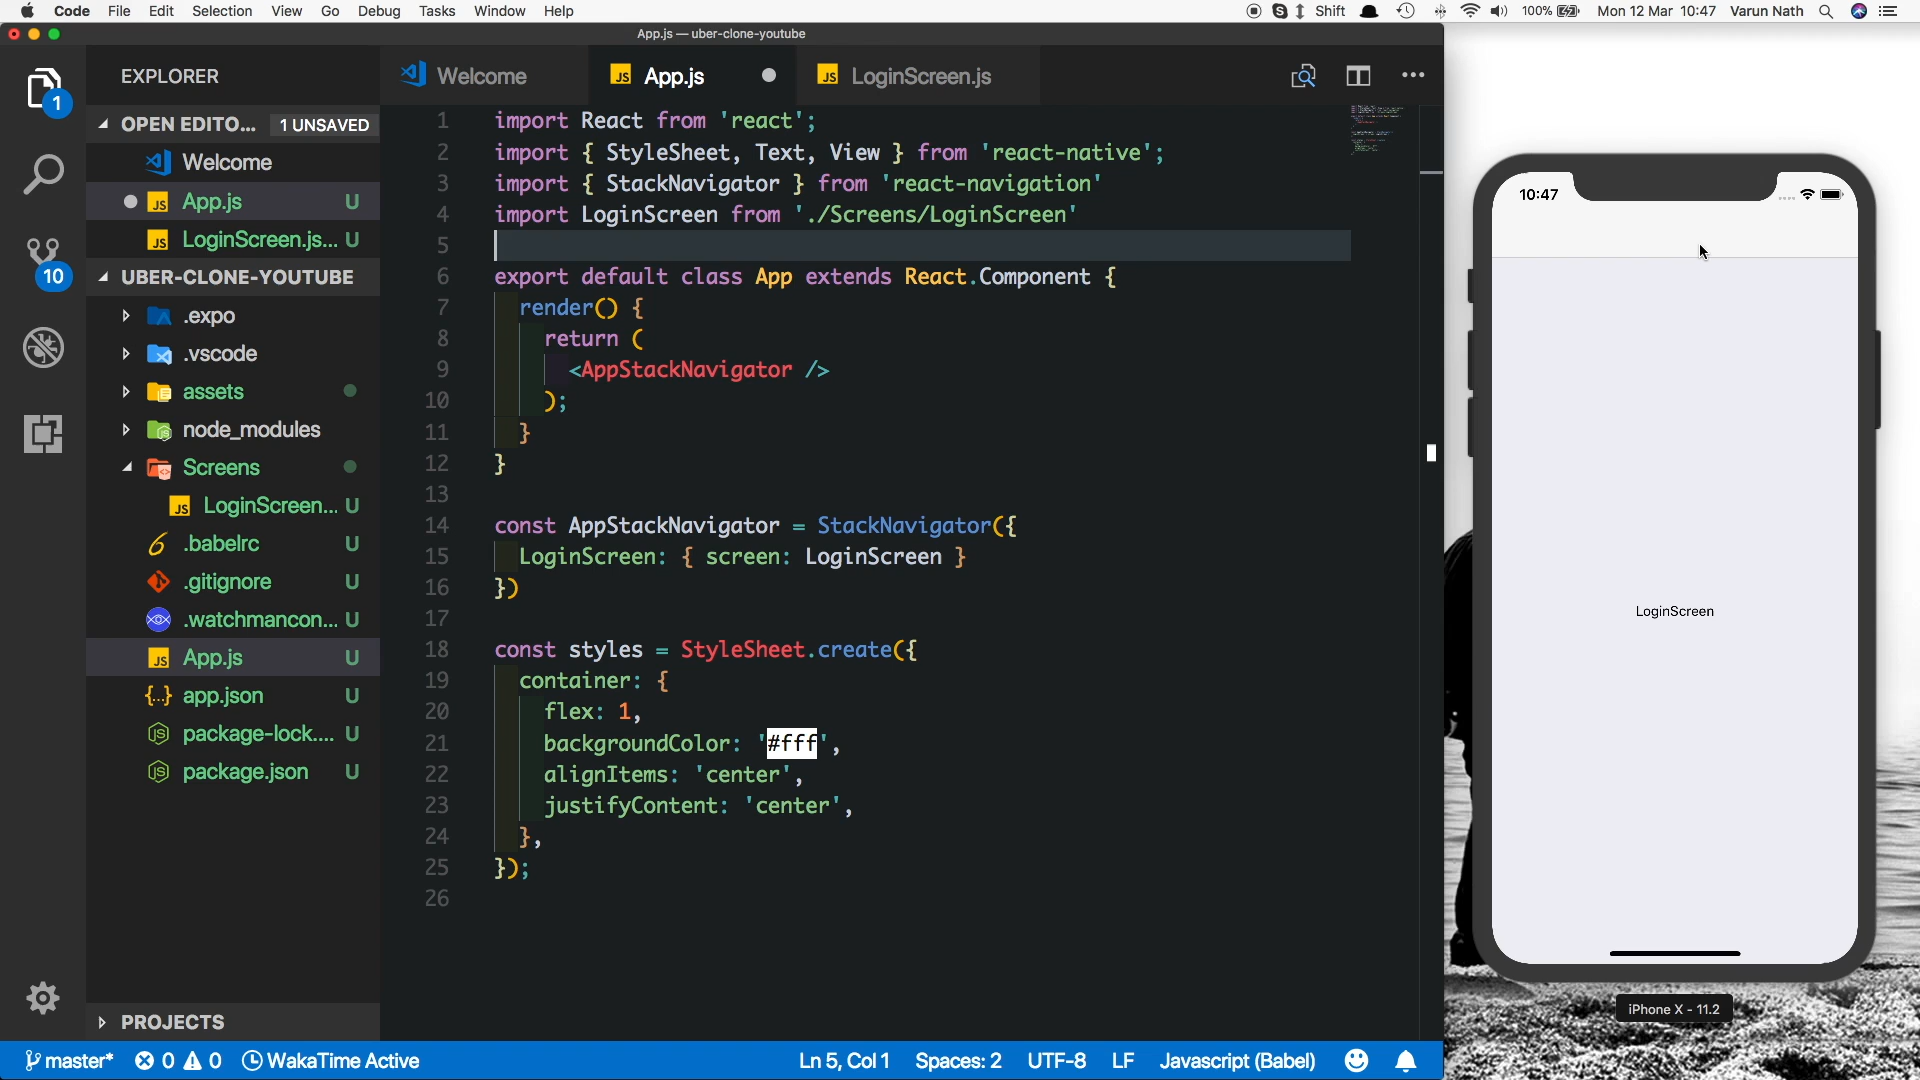 Code File Edit Selection View Go Debug Tasks Window Help
Shift 100% Mon 12 Mar 10:47 Varun Nath
App.js — uber-clone-youtube
EXPLORER
OPEN EDITO... 1 UNSAVED
Welcome
App.js U
LoginScreen.js... U
UBER-CLONE-YOUTUBE
.expo
.vscode
assets
node_modules
Screens
LoginScreen... U
.babelrc U
.gitignore U
.watchmancon... U
App.js U
app.json U
package-lock.... U
package.json U
PROJECTS
1
10
Welcome
App.js
LoginScreen.js
1 import React from 'react';
2 import { StyleSheet, Text, View } from 'react-native';
3 import { StackNavigator } from 'react-navigation'
4 import LoginScreen from './Screens/LoginScreen'
5
6 export default class App extends React.Component {
7 render() {
8 return (
9 <AppStackNavigator />
10 );
11 }
12 }
13
14 const AppStackNavigator = StackNavigator({
15 LoginScreen: { screen: LoginScreen }
16 })
17
18 const styles = StyleSheet.create({
19 container: {
20 flex: 1,
21 backgroundColor: '#fff',
22 alignItems: 'center',
23 justifyContent: 'center',
24 },
25 });
26
10:47
LoginScreen
iPhone X - 11.2
master* 0 0 WakaTime Active Ln 5, Col 1 Spaces: 2 UTF-8 LF Javascript (Babel)